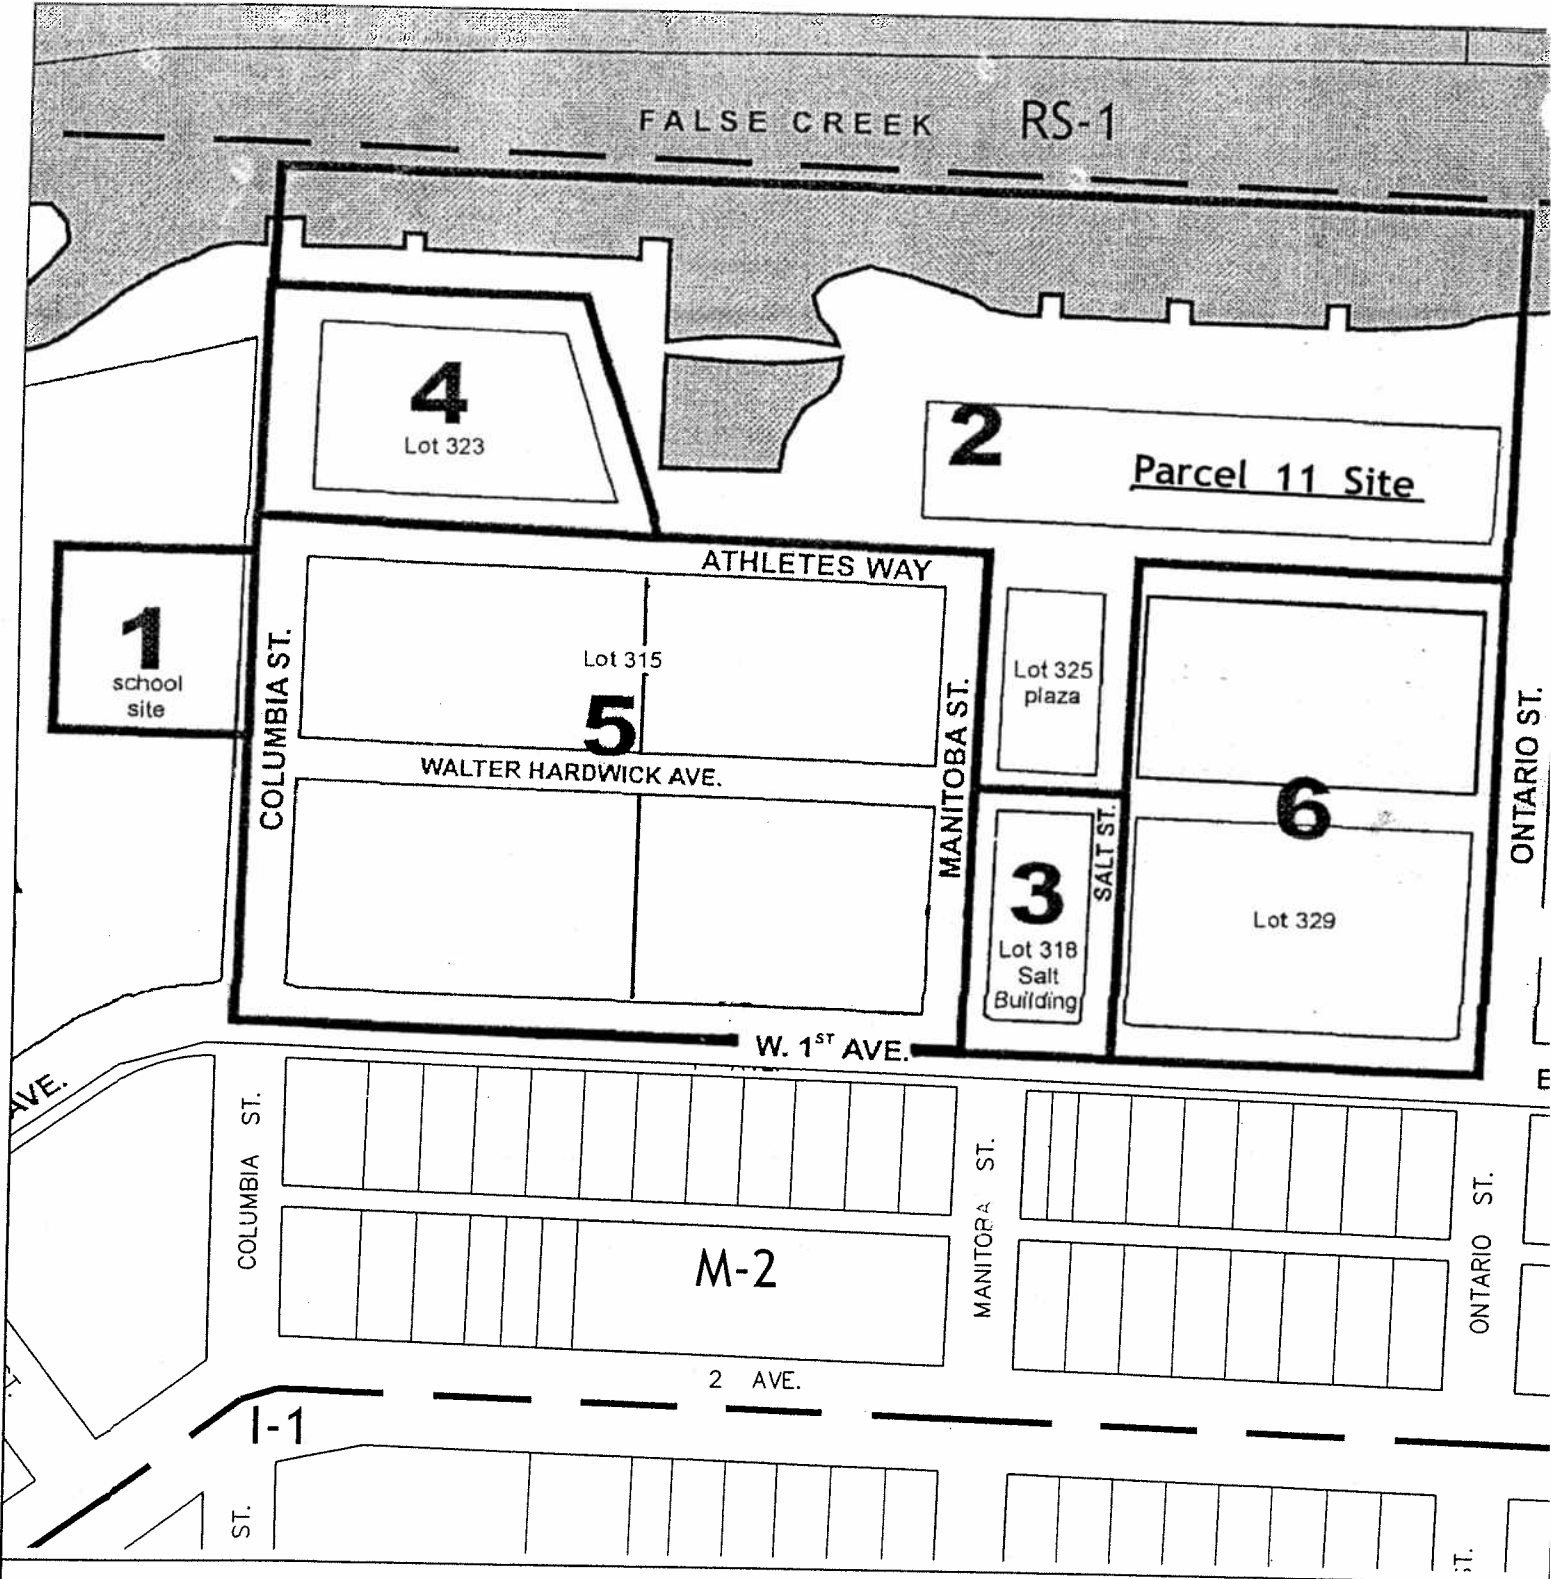 FALSE CREEK RS-1
4
Lot 323
2
Parcel 11 Site
ATHLETES WAY
1
school
site
COLUMBIA ST.
Lot 315
5
WALTER HARDWICK AVE.
MANITOBA ST.
Lot 325
plaza
6
ONTARIO ST.
SALT ST.
3
Lot 318
Salt
Building
Lot 329
W. 1ST AVE.
AVE.
E
COLUMBIA ST.
MANITOBA ST.
ONTARIO ST.
M-2
2 AVE.
I-1
ST.
ST.